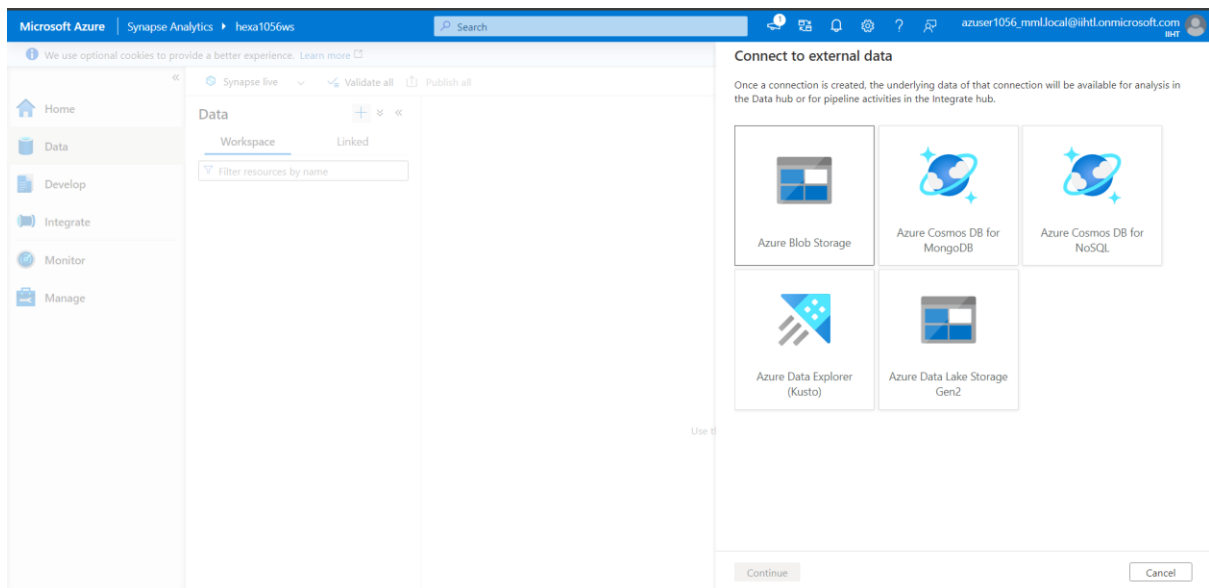 Microsoft Azure | Synapse Analytics ▸ hexa1056ws
Search
1
azuser1056_mml.local@iihtl.onmicrosoft.com
IIHT
We use optional cookies to provide a better experience. Learn more
«
Home
Data
Develop
Integrate
Monitor
Manage
Synapse live
Validate all
Publish all
Data
Workspace
Linked
Filter resources by name
Use th
Connect to external data
Once a connection is created, the underlying data of that connection will be available for analysis in
the Data hub or for pipeline activities in the Integrate hub.
Azure Blob Storage
Azure Cosmos DB for
MongoDB
Azure Cosmos DB for
NoSQL
Azure Data Explorer
(Kusto)
Azure Data Lake Storage
Gen2
Continue
Cancel